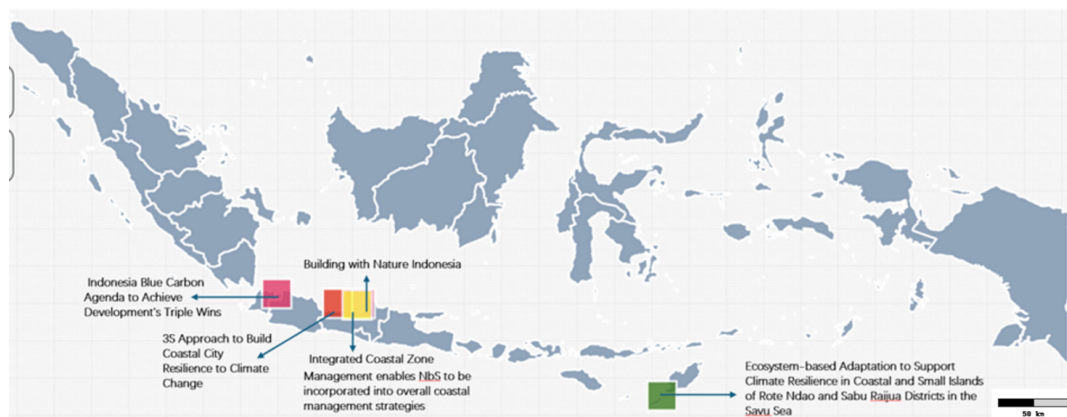 Building with Nature Indonesia
Indonesia Blue Carbon
Agenda to Achieve
Development's Triple Wins
3S Approach to Build
Coastal City
Resilience to Climate
Change
Integrated Coastal Zone
Management enables NbS to be
incorporated into overall coastal
management strategies
Ecosystem-based Adaptation to Support
Climate Resilience in Coastal and Small Islands
of Rote Ndao and Sabu Raijua Districts in the
Savu Sea
50 km